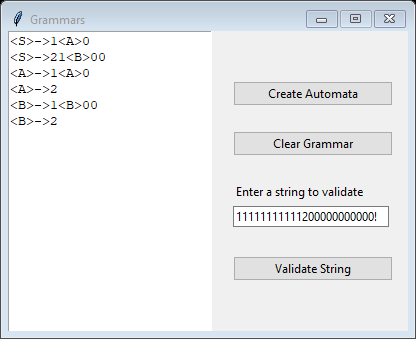 Grammars
<S>->1<A>0
<S>->21<B>00
<A>->1<A>0
<A>->2
<B>->1<B>00
<B>->2
Create Automata
Clear Grammar
Enter a string to validate
11111111111200000000000!
Validate String